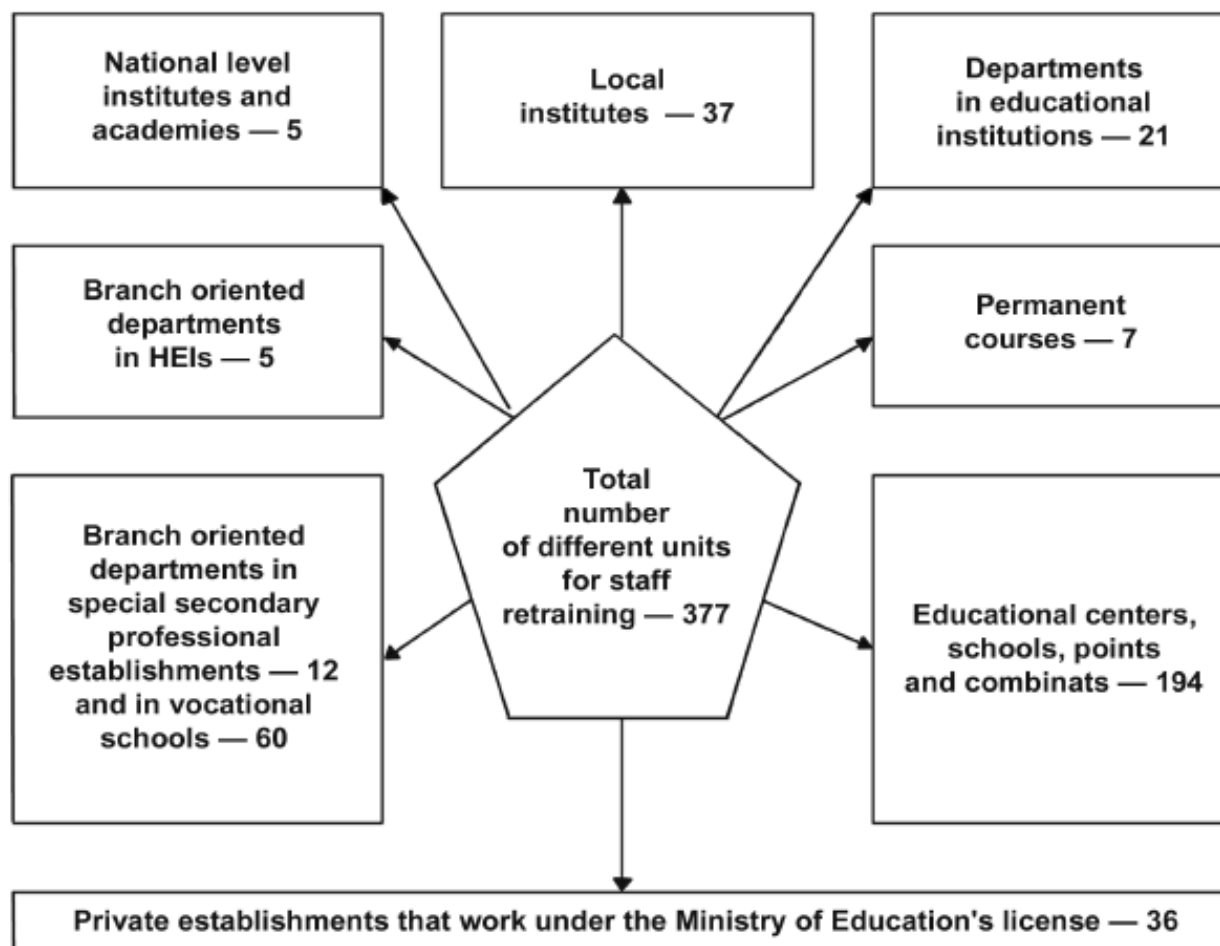 National level
institutes and
academies — 5
Local
institutes — 37
Departments
in educational
institutions — 21
Branch oriented
departments
in HEIs — 5
Permanent
courses — 7
Branch oriented
departments in
special secondary
professional
establishments — 12
and in vocational
schools — 60
Total
number
of different units
for staff
retraining — 377
Educational centers,
schools, points
and combinats — 194
Private establishments that work under the Ministry of Education's license — 36